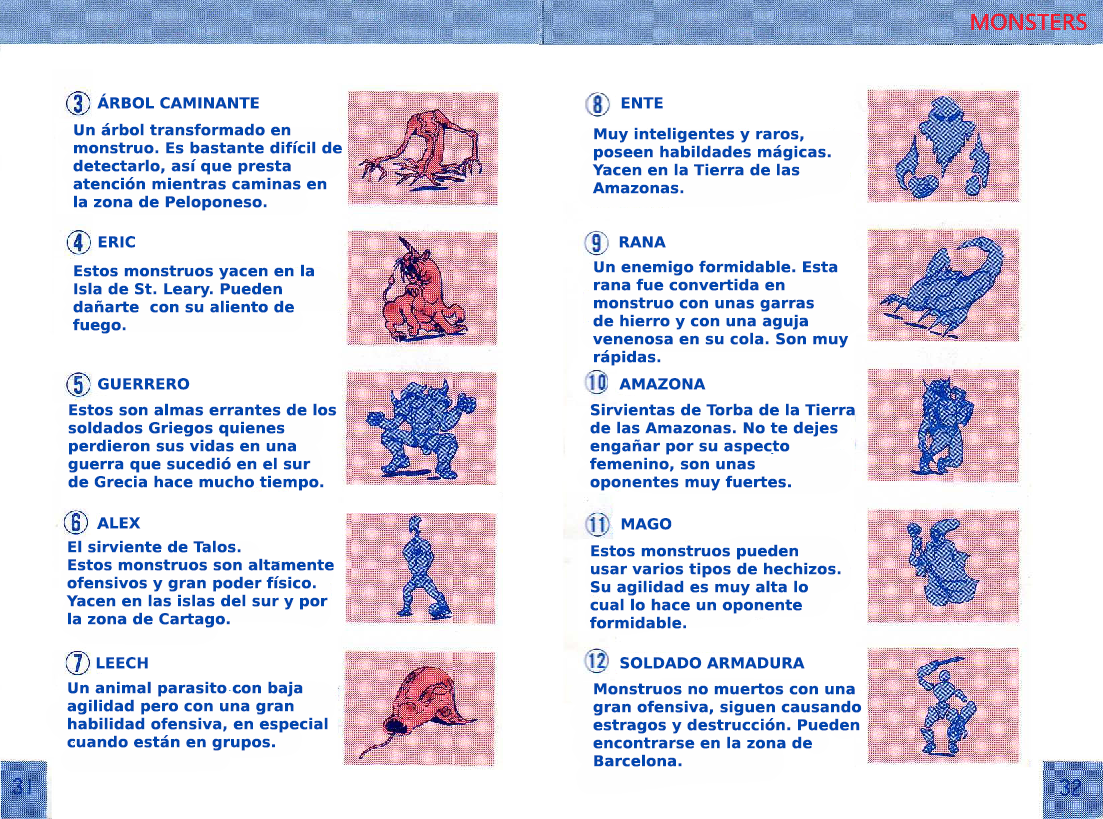 MONSTERS
3 ÁRBOL CAMINANTE
Un árbol transformado en
monstruo. Es bastante difícil de
detectarlo, así que presta
atención mientras caminas en
la zona de Peloponeso.
4 ERIC
Estos monstruos yacen en la
Isla de St. Leary. Pueden
dañarte con su aliento de
fuego.
5 GUERRERO
Estos son almas errantes de los
soldados Griegos quienes
perdieron sus vidas en una
guerra que sucedió en el sur
de Grecia hace mucho tiempo.
6 ALEX
El sirviente de Talos.
Estos monstruos son altamente
ofensivos y gran poder físico.
Yacen en las islas del sur y por
la zona de Cartago.
7 LEECH
Un animal parasito con baja
agilidad pero con una gran
habilidad ofensiva, en especial
cuando están en grupos.
31
8 ENTE
Muy inteligentes y raros,
poseen habildades mágicas.
Yacen en la Tierra de las
Amazonas.
9 RANA
Un enemigo formidable. Esta
rana fue convertida en
monstruo con unas garras
de hierro y con una aguja
venenosa en su cola. Son muy
rápidas.
10 AMAZONA
Sirvientas de Torba de la Tierra
de las Amazonas. No te dejes
engañar por su aspecto
femenino, son unas
oponentes muy fuertes.
11 MAGO
Estos monstruos pueden
usar varios tipos de hechizos.
Su agilidad es muy alta lo
cual lo hace un oponente
formidable.
12 SOLDADO ARMADURA
Monstruos no muertos con una
gran ofensiva, siguen causando
estragos y destrucción. Pueden
encontrarse en la zona de
Barcelona.
32